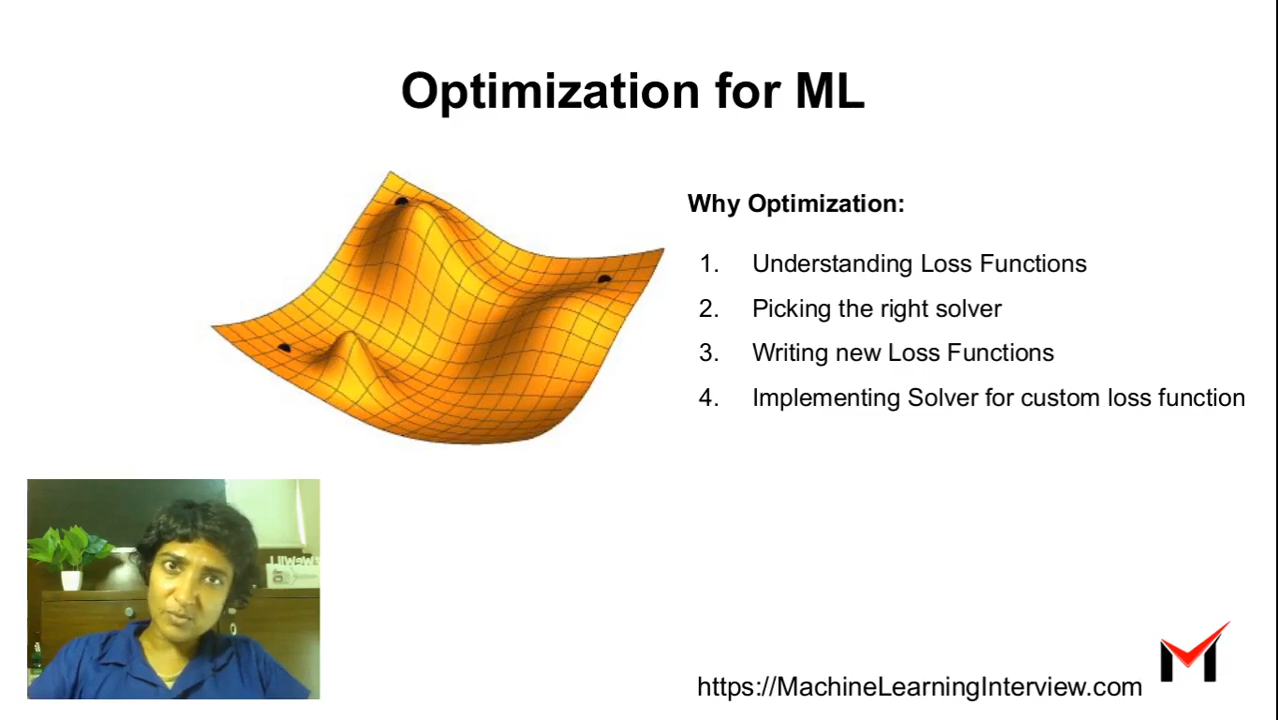 Optimization for ML
Why Optimization:
1. Understanding Loss Functions
2. Picking the right solver
3. Writing new Loss Functions
4. Implementing Solver for custom loss function
https://MachineLearningInterview.com